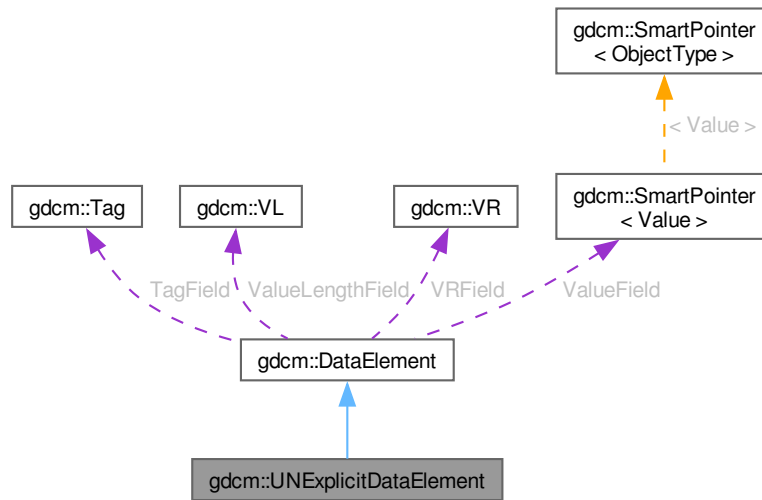 gdcm::SmartPointer
< ObjectType >
< Value >
gdcm::Tag
gdcm::VL
gdcm::VR
gdcm::SmartPointer
< Value >
TagField
ValueLengthField
VRField
ValueField
gdcm::DataElement
gdcm::UNExplicitDataElement